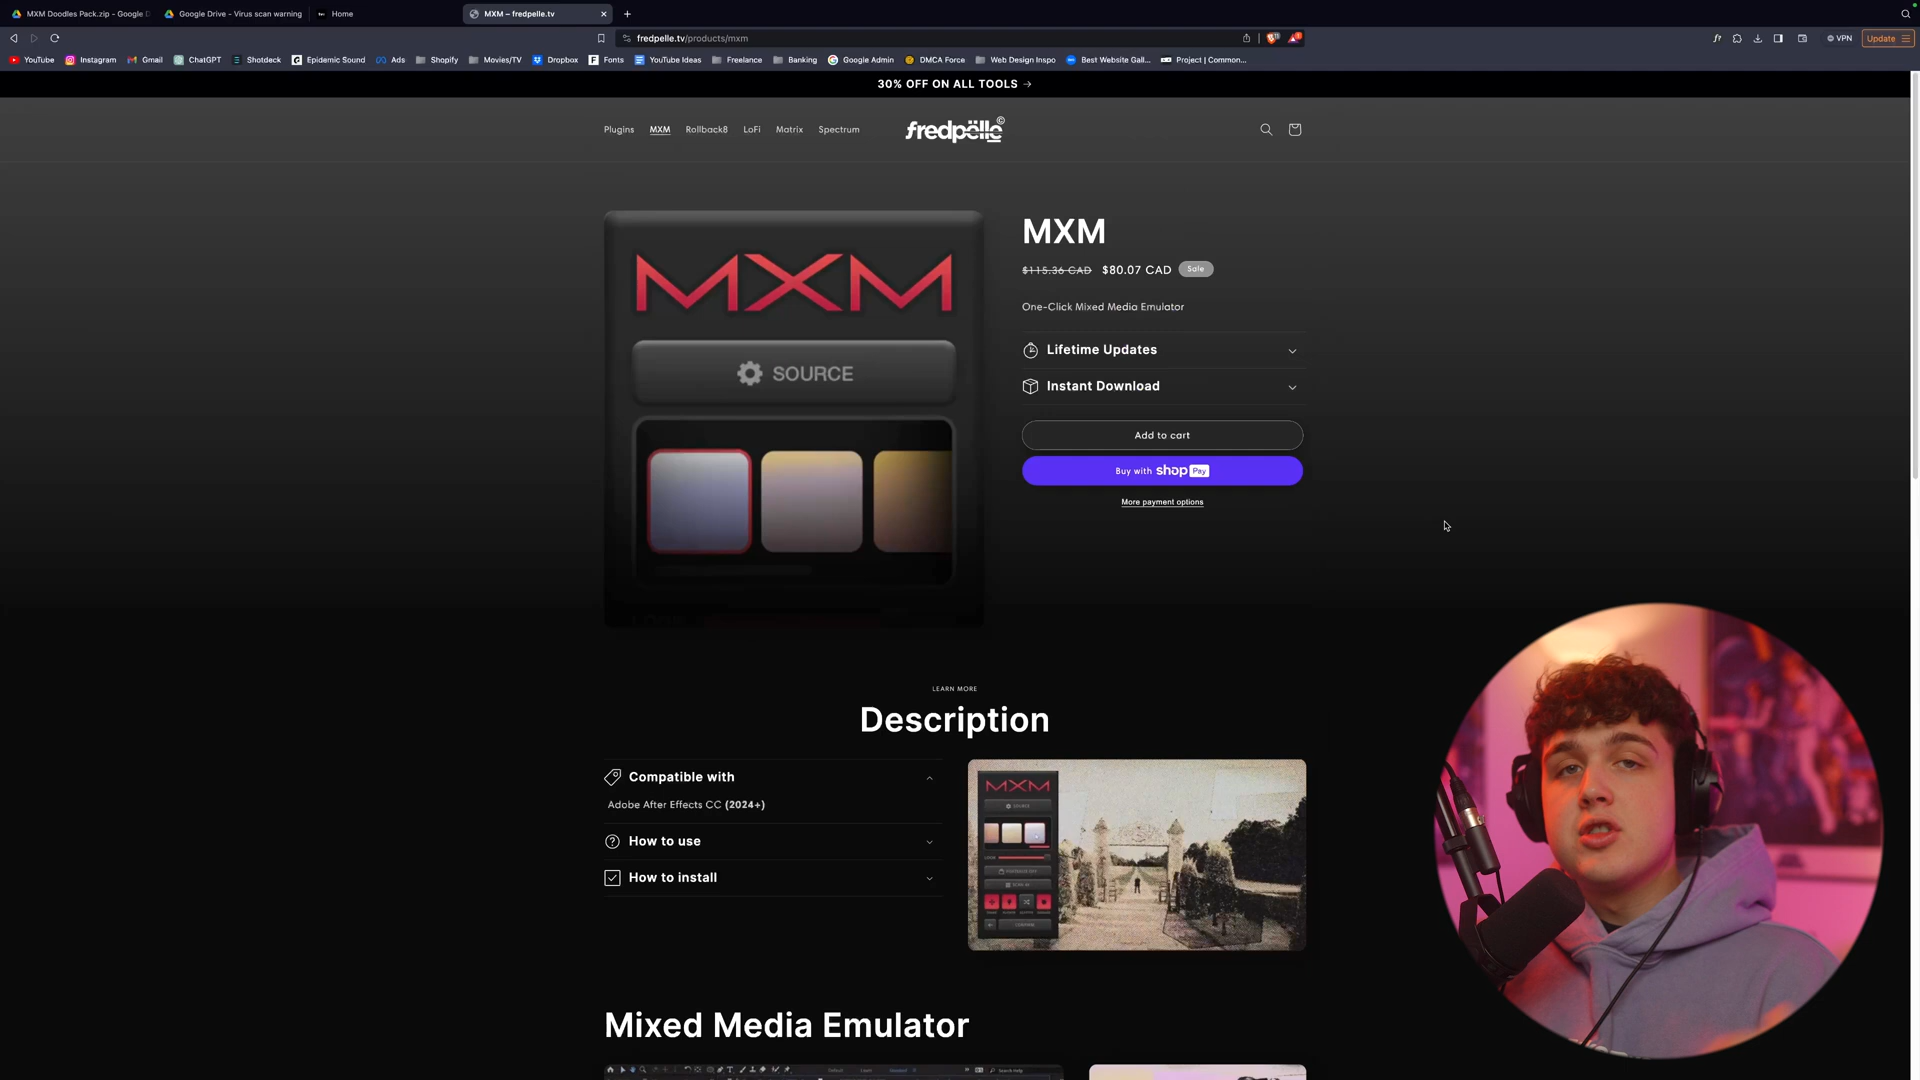 MXM Doodles Pack.zip - Google D
Google Drive - Virus scan warning
Home
MXM – fredpelle.tv
fredpelle.tv/products/mxm
VPN
Update
YouTube
Instagram
Gmail
ChatGPT
Shotdeck
Epidemic Sound
Ads
Shopify
Movies/TV
Dropbox
Fonts
YouTube Ideas
Freelance
Banking
Google Admin
DMCA Force
Web Design Inspo
Best Website Gall...
Project | Common...
30% OFF ON ALL TOOLS →
Plugins
MXM
Rollback8
LoFi
Matrix
Spectrum
fredpëlle©
MXM
SOURCE
MXM
$115.36 CAD $80.07 CAD Sale
One-Click Mixed Media Emulator
Lifetime Updates
Instant Download
Add to cart
Buy with shop Pay
More payment options
LEARN MORE
Description
Compatible with
Adobe After Effects CC (2024+)
How to use
How to install
MXM
SOURCE
Mixed Media Emulator